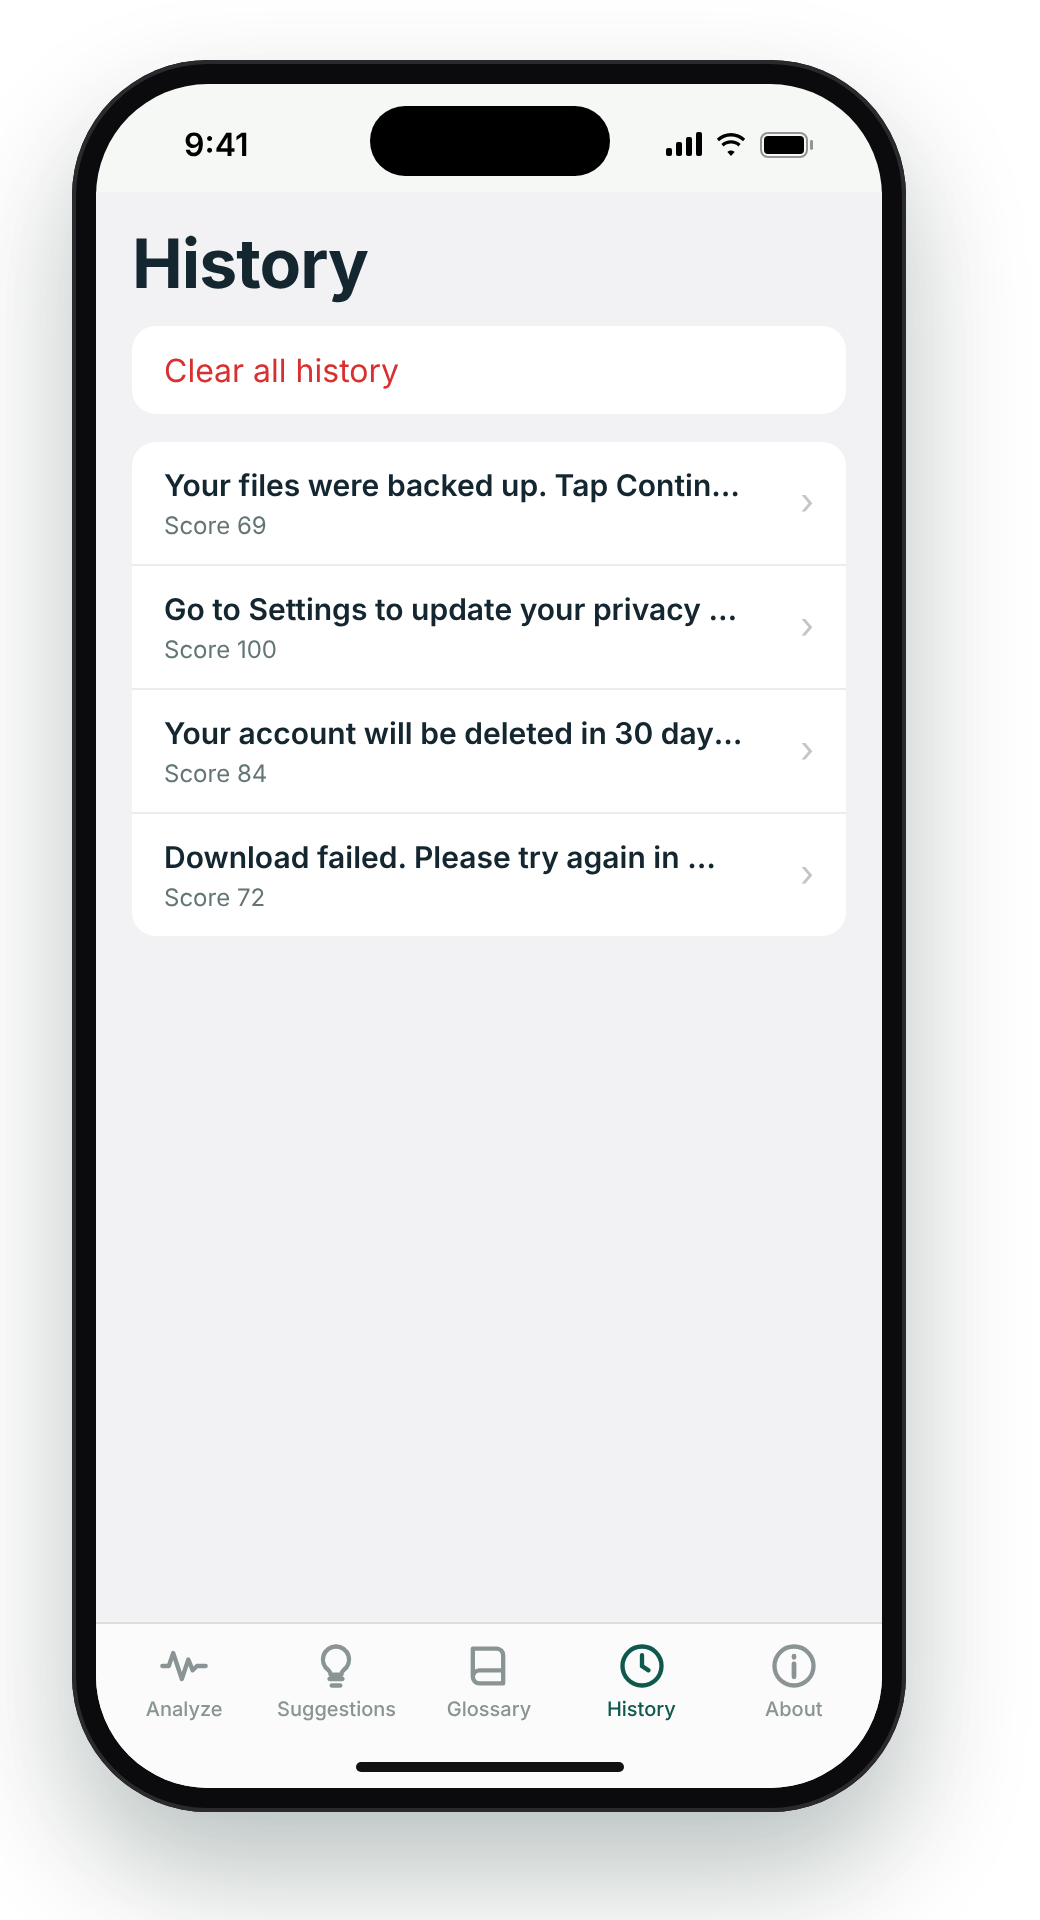 9:41
History
Clear all history
Your files were backed up. Tap Contin...
Score 69
Go to Settings to update your privacy ...
Score 100
Your account will be deleted in 30 day...
Score 84
Download failed. Please try again in ...
Score 72
Analyze Suggestions Glossary History About